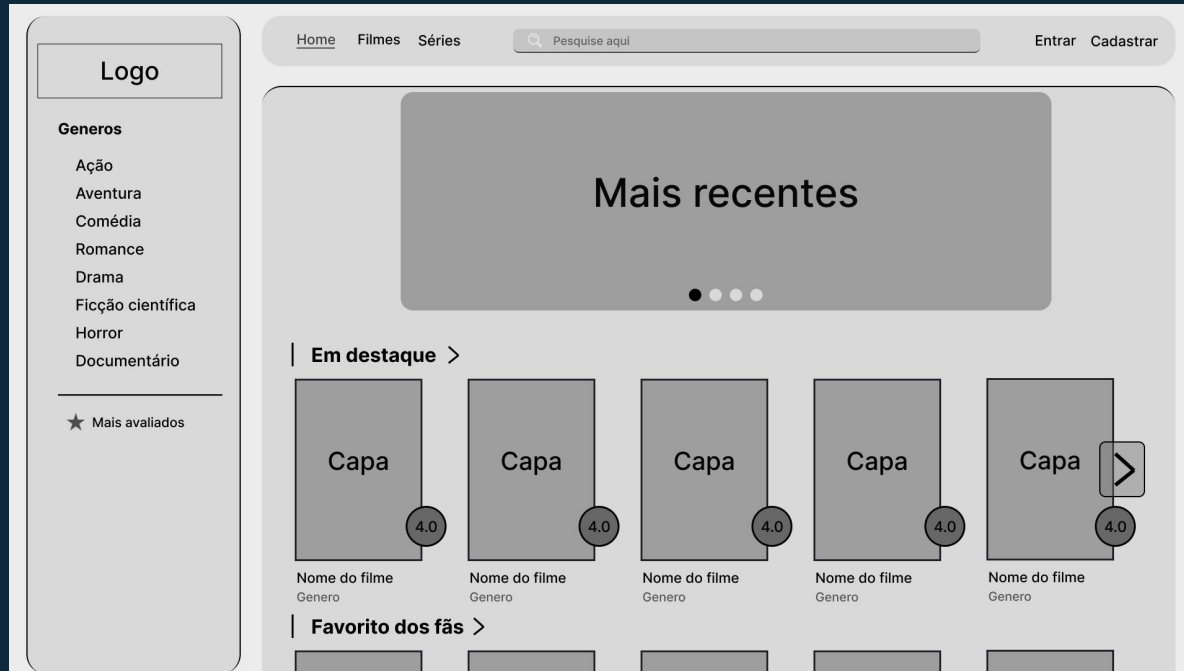 Logo
Generos
Ação
Aventura
Comédia
Romance
Drama
Ficção científica
Horror
Documentário
Mais avaliados
Home Filmes Séries Pesquise aqui Entrar Cadastrar
Mais recentes
Em destaque
Capa Capa Capa Capa Capa
4.0 4.0 4.0 4.0 4.0
Nome do filme Nome do filme Nome do filme Nome do filme Nome do filme
Genero Genero Genero Genero Genero
Favorito dos fãs